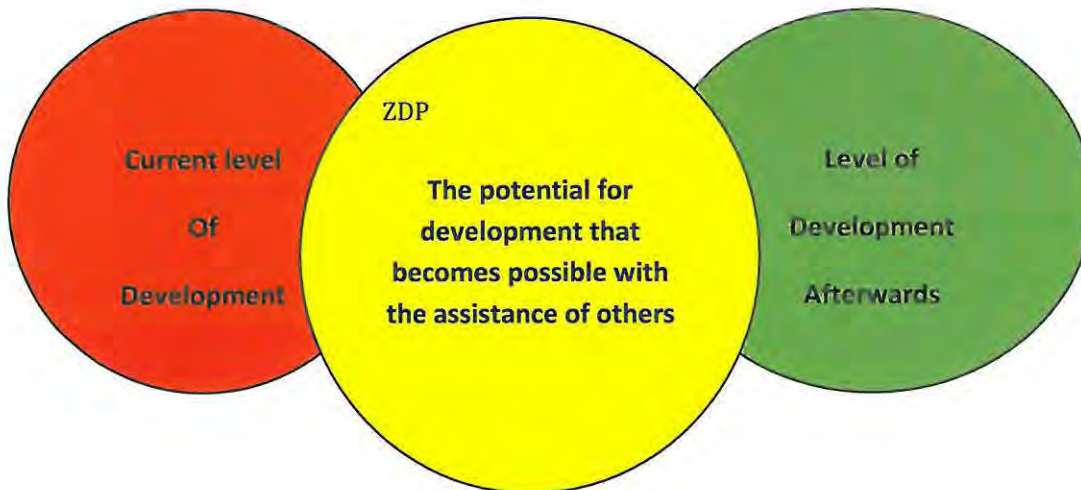 Current level
Of
Development
ZDP
The potential for
development that
becomes possible with
the assistance of others
Level of
Development
Afterwards